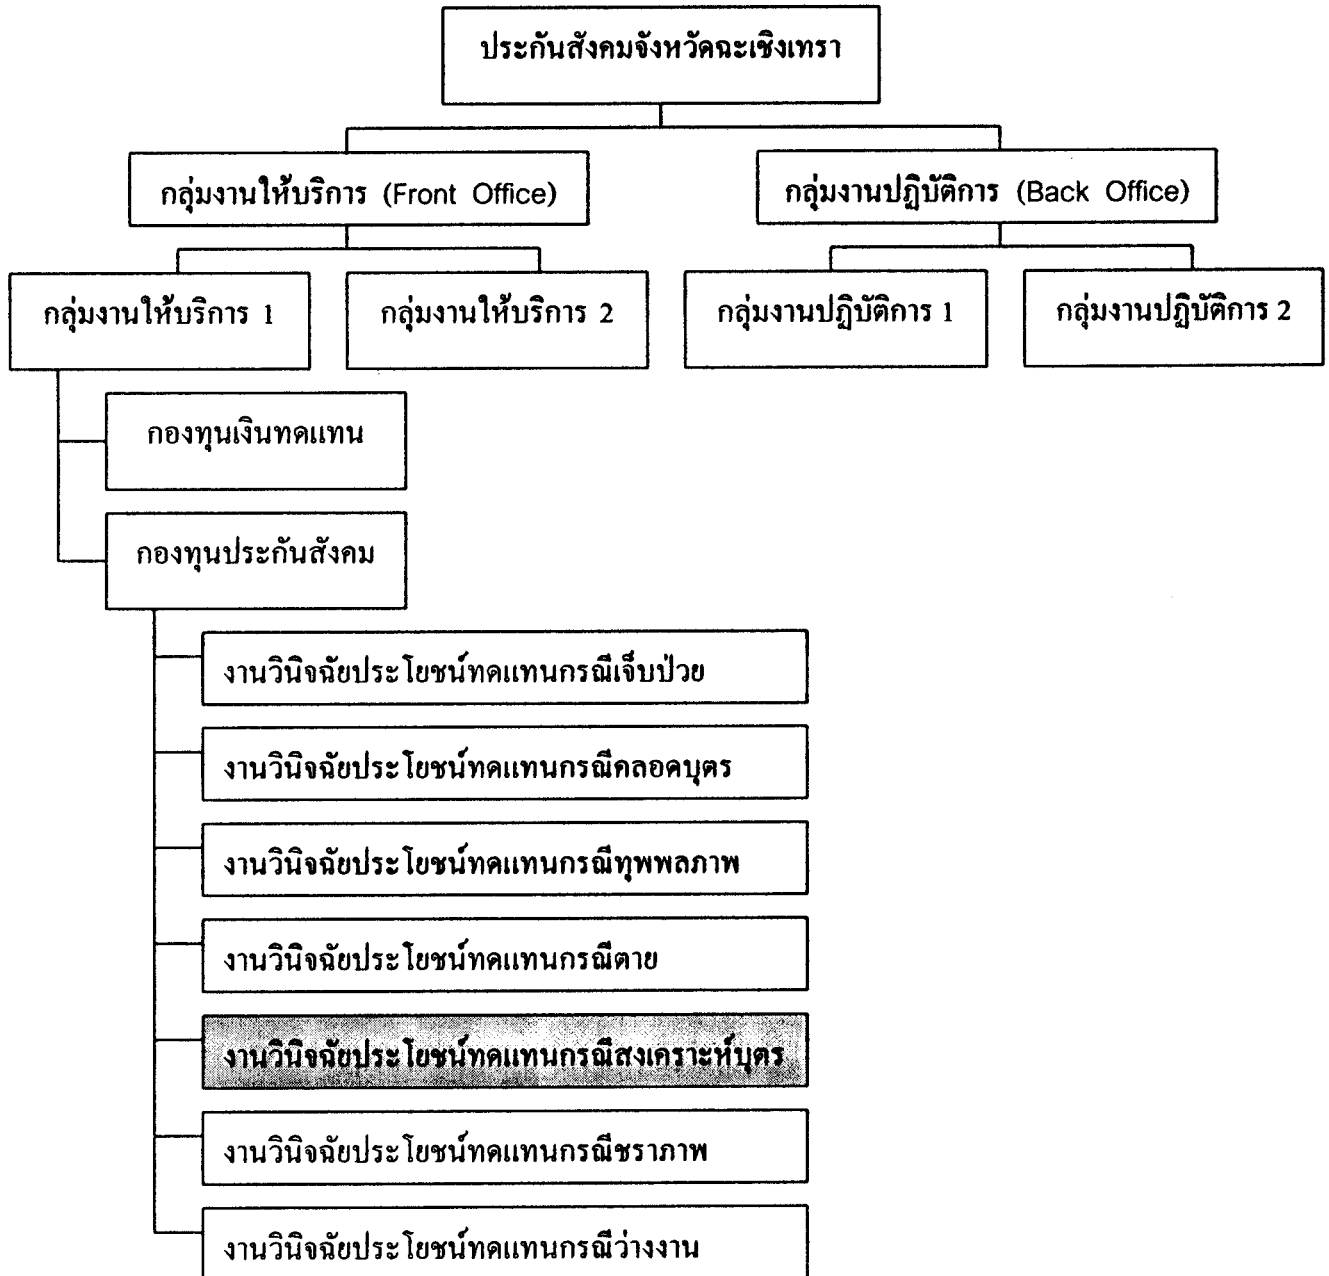 ประกันสังคมจังหวัดฉะเชิงเทรา
กลุ่มงานให้บริการ (Front Office)
กลุ่มงานปฏิบัติการ (Back Office)
กลุ่มงานให้บริการ 1
กลุ่มงานให้บริการ 2
กลุ่มงานปฏิบัติการ 1
กลุ่มงานปฏิบัติการ 2
กองทุนเงินทดแทน
กองทุนประกันสังคม
งานวินิจฉัยประโยชน์ทดแทนกรณีเจ็บป่วย
งานวินิจฉัยประโยชน์ทดแทนกรณีคลอดบุตร
งานวินิจฉัยประโยชน์ทดแทนกรณีทุพพลภาพ
งานวินิจฉัยประโยชน์ทดแทนกรณีตาย
งานวินิจฉัยประโยชน์ทดแทนกรณีสงเคราะห์บุตร
งานวินิจฉัยประโยชน์ทดแทนกรณีชราภาพ
งานวินิจฉัยประโยชน์ทดแทนกรณีว่างงาน